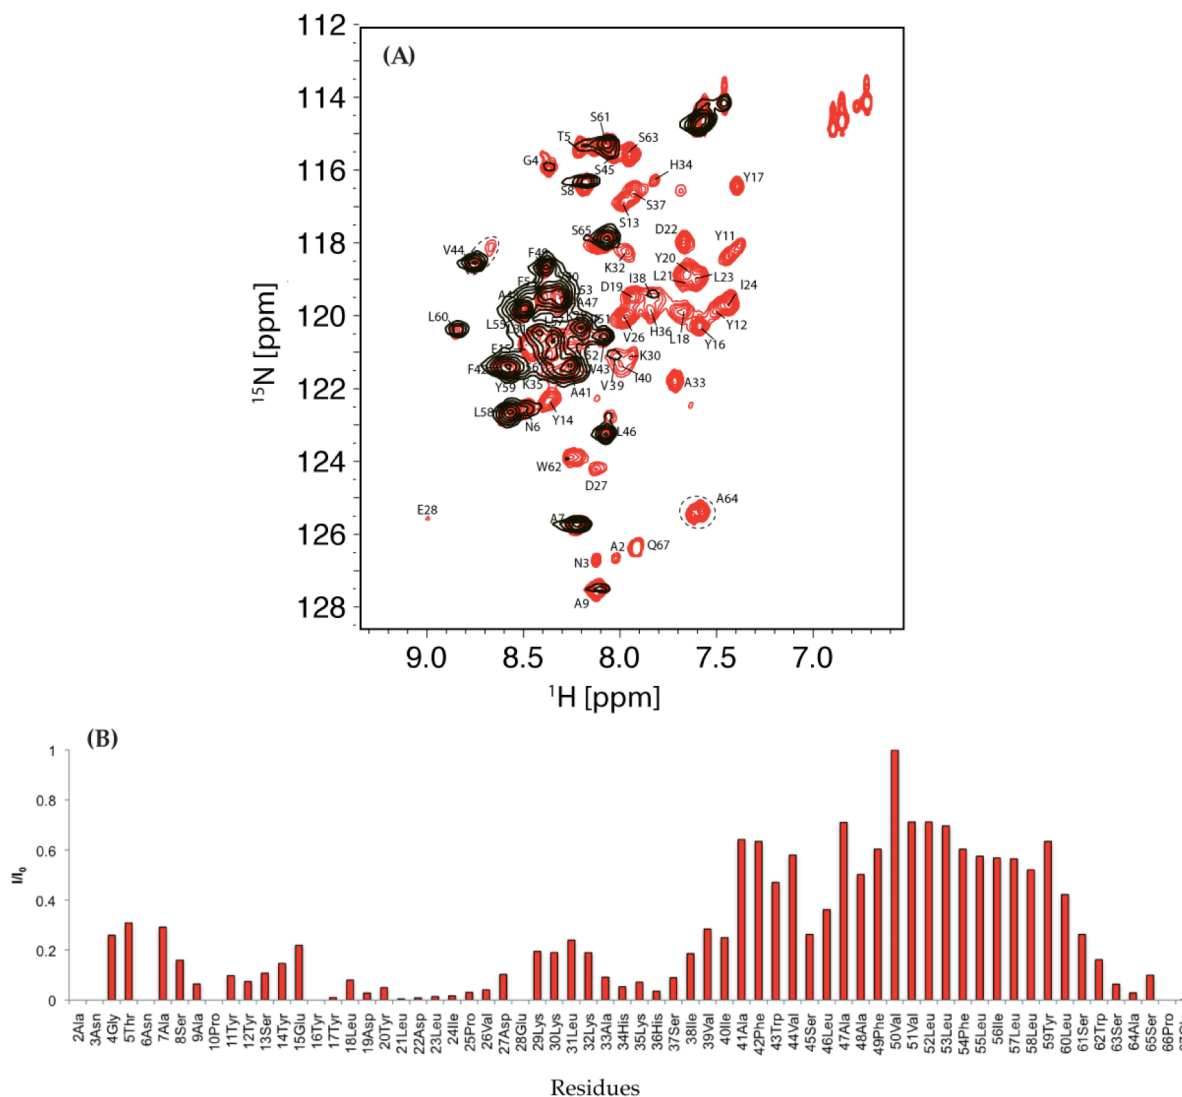 (A)
112
114
116
118
120
122
124
126
128
¹⁵N [ppm]
9.0 8.5 8.0 7.5 7.0
¹H [ppm]
S61
T5
S63
G4
S45
H34
Y17
S8
S37
S13
D22
Y11
S65
V44
F49
K32
Y20
L21
L23
I38
D19
A47
I24
L60
L55
V26
H36
L18
Y12
Y16
E15
K30
W43
V39
I40
F42
Y59
K35
A41
A33
L58
N6
Y14
L46
W62
D27
E28
A7
A64
N3
A2
Q67
A9
(B)
1
0.8
0.6
0.4
0.2
0
I/I₀
2Ala 3Asn 4Gly 5Thr 6Asn 7Ala 8Ser 9Ala 10Pro 11Tyr 12Tyr 13Ser 14Tyr 15Glu 16Tyr 17Tyr 18Leu 19Asp 20Tyr 21Leu 22Asp 23Leu 24Ile 25Pro 26Val 27Asp 28Glu 29Lys 30Lys 31Leu 32Lys 33Ala 34His 35Lys 36His 37Ser 38Ile 39Val 40Ile 41Ala 42Phe 43Trp 44Val 45Ser 46Leu 47Ala 48Ala 49Phe 50Val 51Val 52Leu 53Leu 54Phe 55Leu 56Ile 57Leu 58Leu 59Tyr 60Leu 61Ser 62Trp 63Ser 64Ala 65Ser 66Pro
Residues